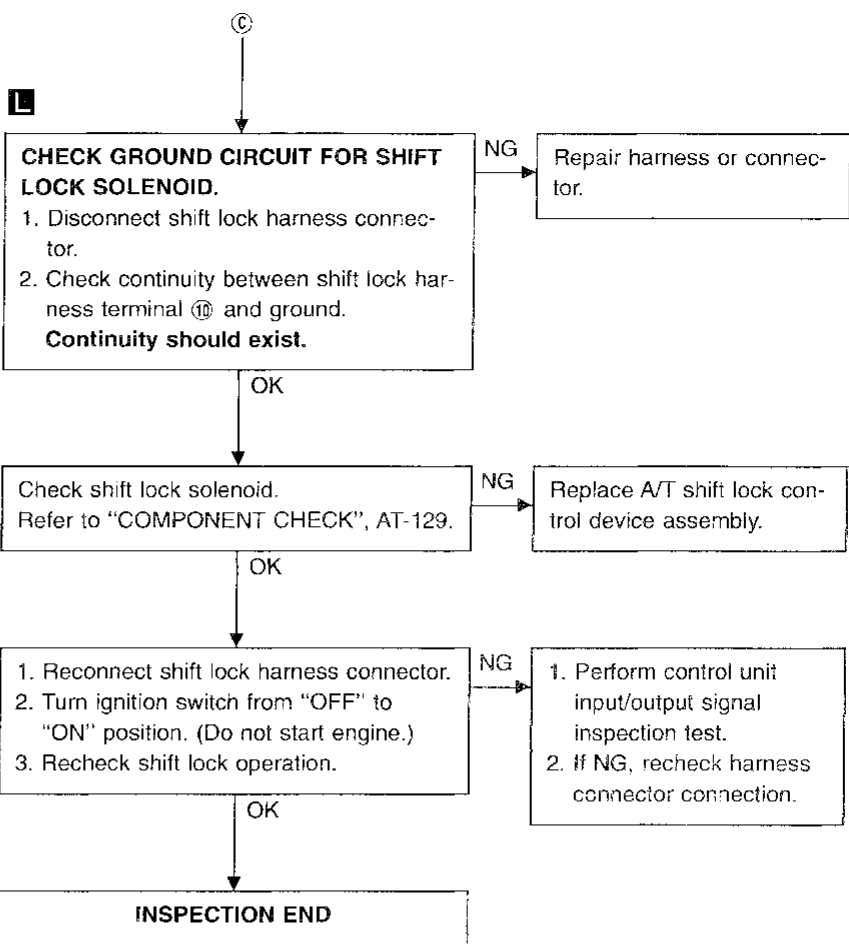 Ⓒ
L
CHECK GROUND CIRCUIT FOR SHIFT
LOCK SOLENOID.
1. Disconnect shift lock harness connec-
tor.
2. Check continuity between shift lock har-
ness terminal ⑩ and ground.
Continuity should exist.
NG
Repair harness or connec-
tor.
OK
Check shift lock solenoid.
Refer to “COMPONENT CHECK”, AT-129.
NG
Replace A/T shift lock con-
trol device assembly.
OK
1. Reconnect shift lock harness connector.
2. Turn ignition switch from “OFF” to
“ON” position. (Do not start engine.)
3. Recheck shift lock operation.
NG
1. Perform control unit
input/output signal
inspection test.
2. If NG, recheck harness
connector connection.
OK
INSPECTION END